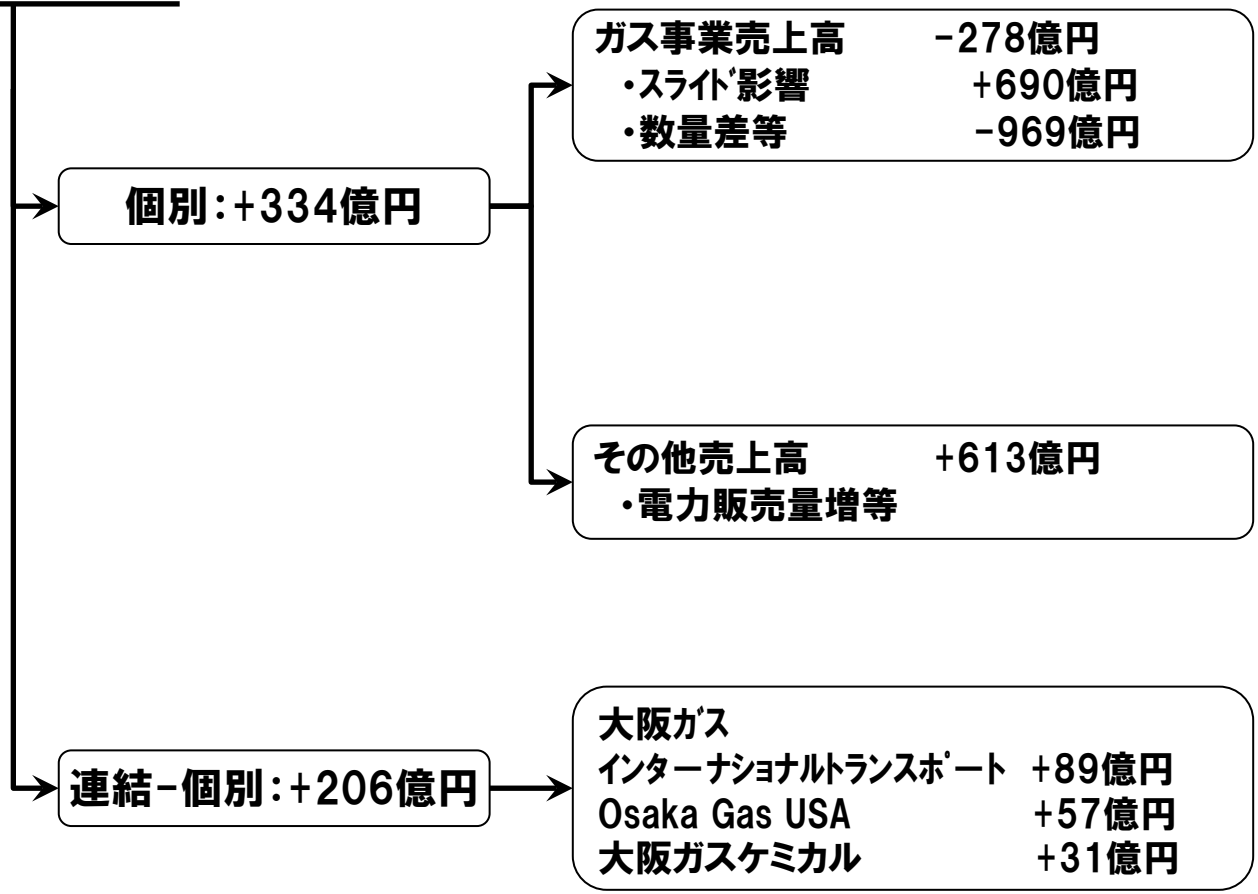 ガス事業売上高 -278億円
・スライド影響 +690億円
・数量差等 -969億円
個別:+334億円
その他売上高 +613億円
・電力販売量増等
連結-個別:+206億円
大阪ガス
インターナショナルトランスポート +89億円
Osaka Gas USA +57億円
大阪ガスケミカル +31億円